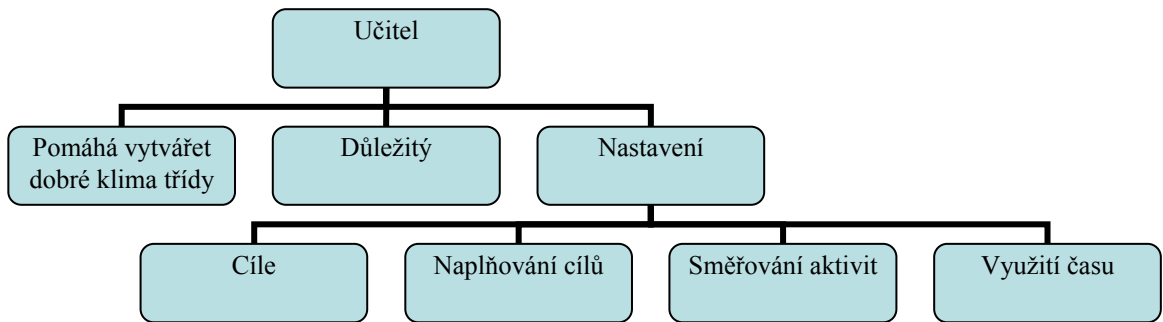 Učitel
Pomáhá vytvářet
dobré klima třídy
Důležitý
Nastavení
Cíle
Naplňování cílů
Směřování aktivit
Využití času